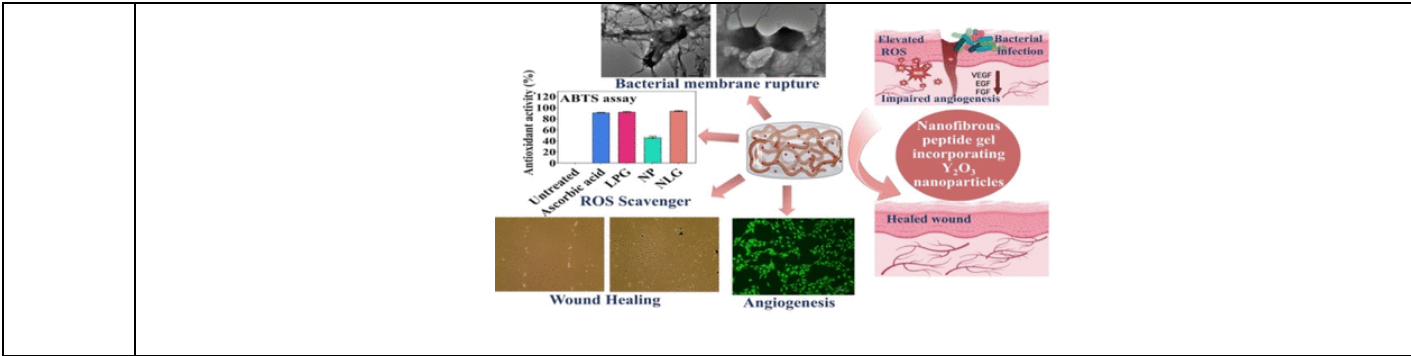 Bacterial membrane rupture
Antioxidant activity (%)
120
100
80
60
40
20
0
ABTS assay
Untreated
Ascorbic acid
LPG
NP
NLG
ROS Scavenger
Wound Healing
Angiogenesis
Elevated
ROS
Bacterial
infection
VEGF
EGF
FGF
Impaired angiogenesis
Nanofibrous
peptide gel
incorporating
Y₂O₃
nanoparticles
Healed wound